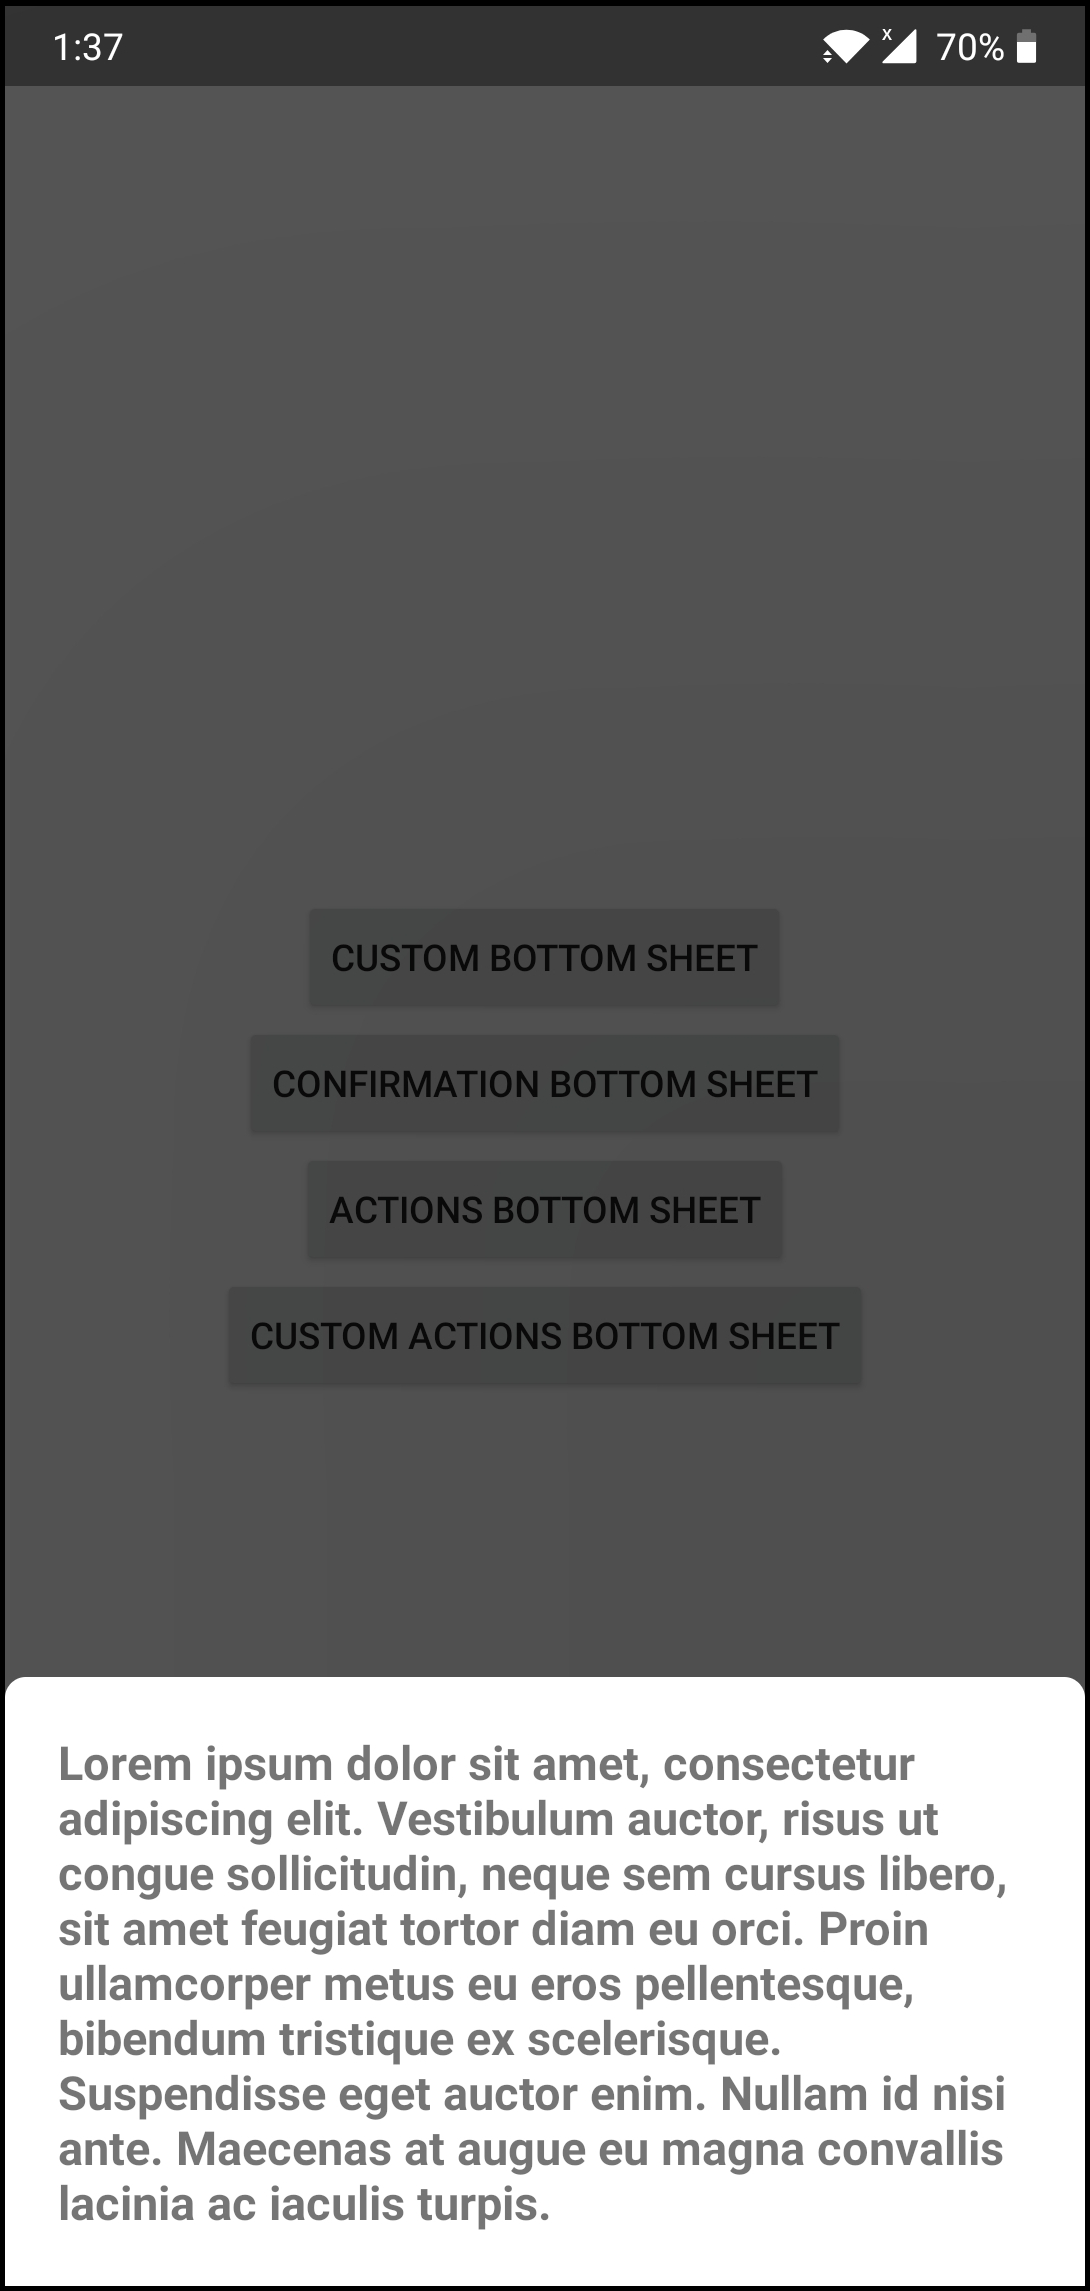 1:37
x 70%
CUSTOM BOTTOM SHEET
CONFIRMATION BOTTOM SHEET
ACTIONS BOTTOM SHEET
CUSTOM ACTIONS BOTTOM SHEET
Lorem ipsum dolor sit amet, consectetur
adipiscing elit. Vestibulum auctor, risus ut
congue sollicitudin, neque sem cursus libero,
sit amet feugiat tortor diam eu orci. Proin
ullamcorper metus eu eros pellentesque,
bibendum tristique ex scelerisque.
Suspendisse eget auctor enim. Nullam id nisi
ante. Maecenas at augue eu magna convallis
lacinia ac iaculis turpis.